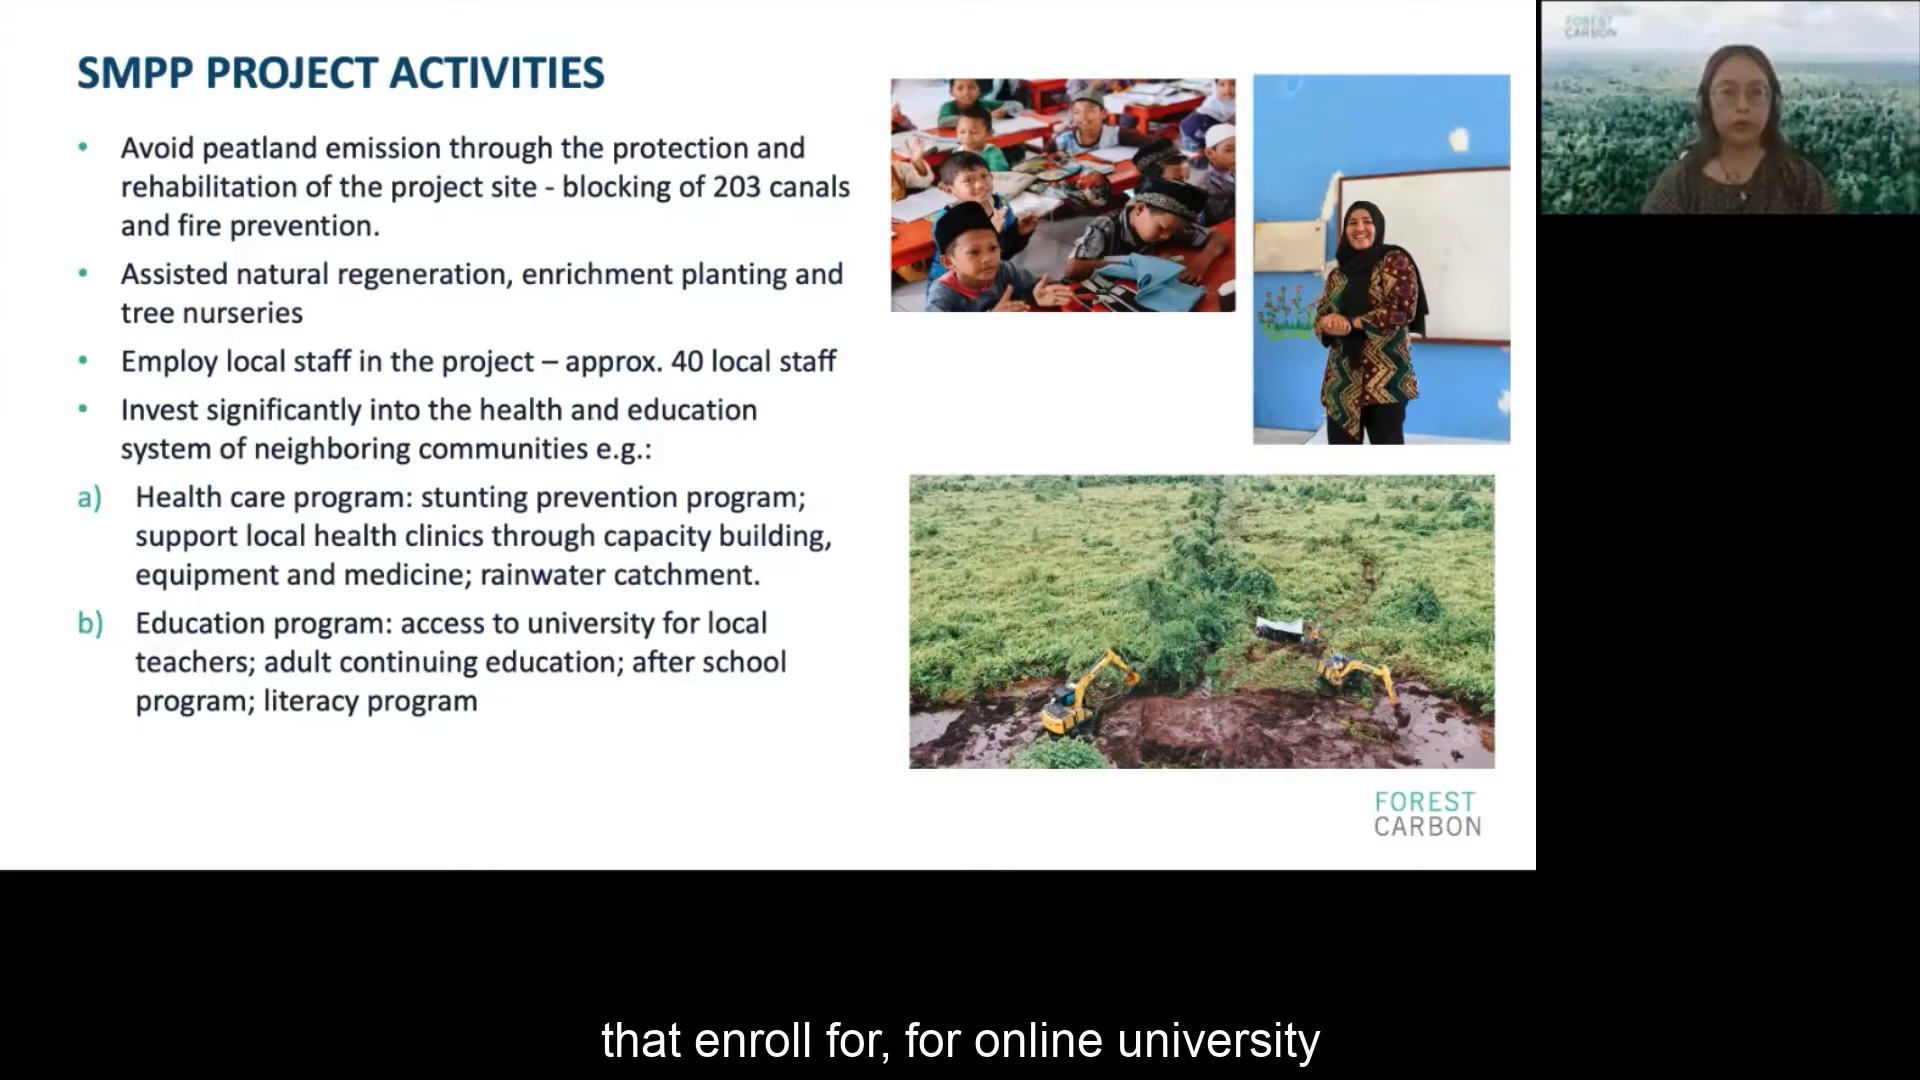 SMPP PROJECT ACTIVITIES
• Avoid peatland emission through the protection and
rehabilitation of the project site - blocking of 203 canals
and fire prevention.
• Assisted natural regeneration, enrichment planting and
tree nurseries
• Employ local staff in the project – approx. 40 local staff
• Invest significantly into the health and education
system of neighboring communities e.g.:
a) Health care program: stunting prevention program;
support local health clinics through capacity building,
equipment and medicine; rainwater catchment.
b) Education program: access to university for local
teachers; adult continuing education; after school
program; literacy program
FOREST
CARBON
FOREST
CARBON
that enroll for, for online university